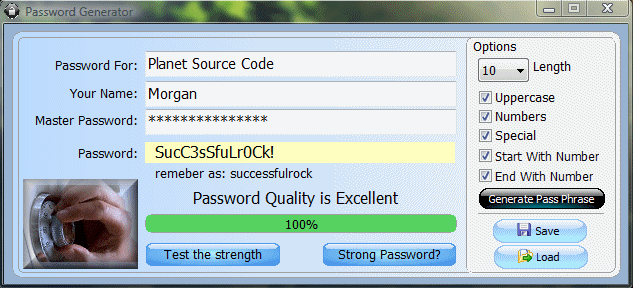 Password Generator
Password For: Planet Source Code
Your Name: Morgan
Master Password: ***************
Password: SucC3sSfuLr0Ck!
remeber as: successfulrock
Password Quality is Excellent
100%
Test the strength Strong Password?
Options
10 Length
Uppercase
Numbers
Special
Start With Number
End With Number
Generate Pass Phrase
Save
Load